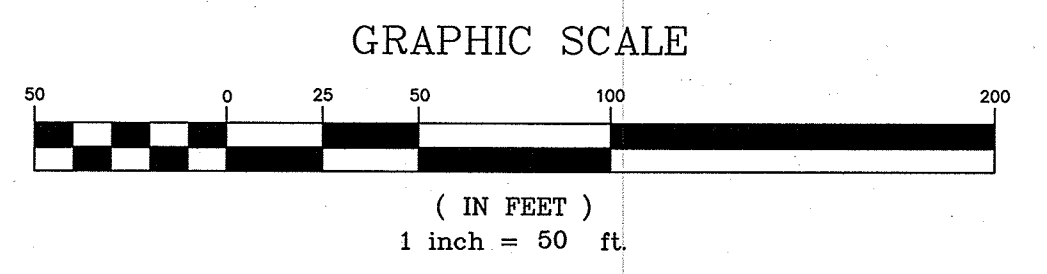 GRAPHIC SCALE
50 0 25 50 100 200
( IN FEET )
1 inch = 50 ft.